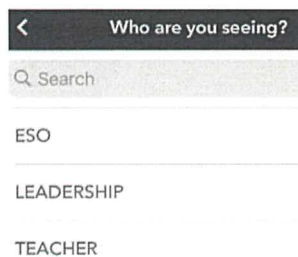 Who are you seeing?
Search
ESO
LEADERSHIP
TEACHER